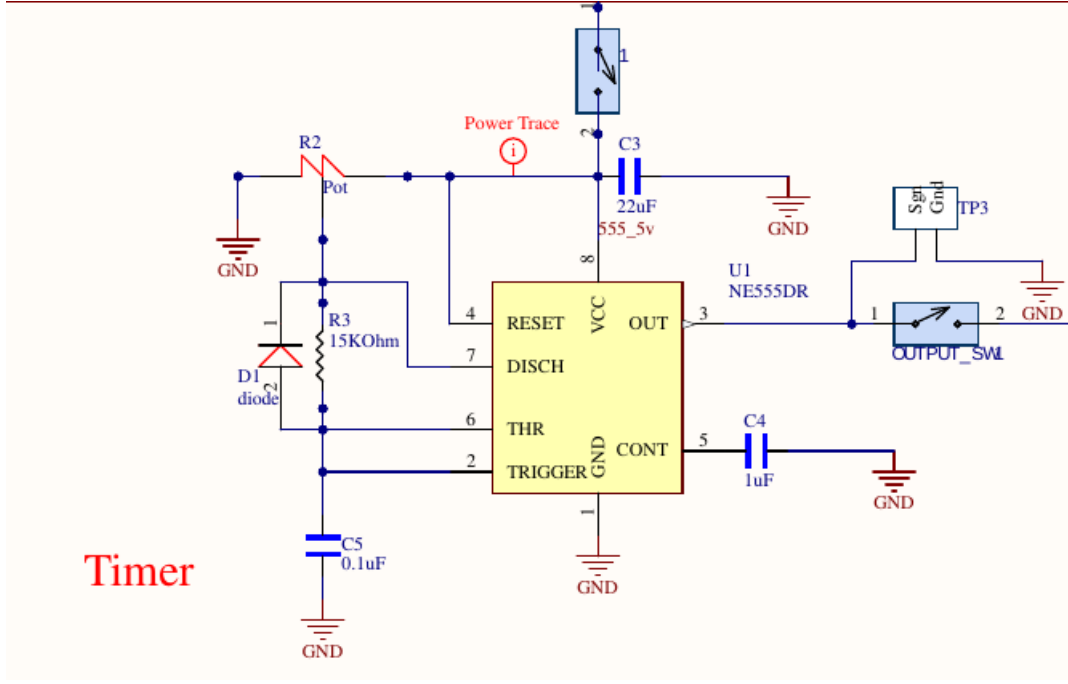 1
1
2
Power Trace
R2
Pot
C3
22uF
555_5v
GND
GND
Sgn
Gnd
TP3
GND
8
U1
NE555DR
R3
15KOhm
1
D1
diode
2
4
RESET
VCC
OUT
3
7
DISCH
6
THR
2
TRIGGER
GND
CONT
5
1
1
2
OUTPUT_SW1
C4
1uF
GND
C5
0.1uF
GND
GND
Timer